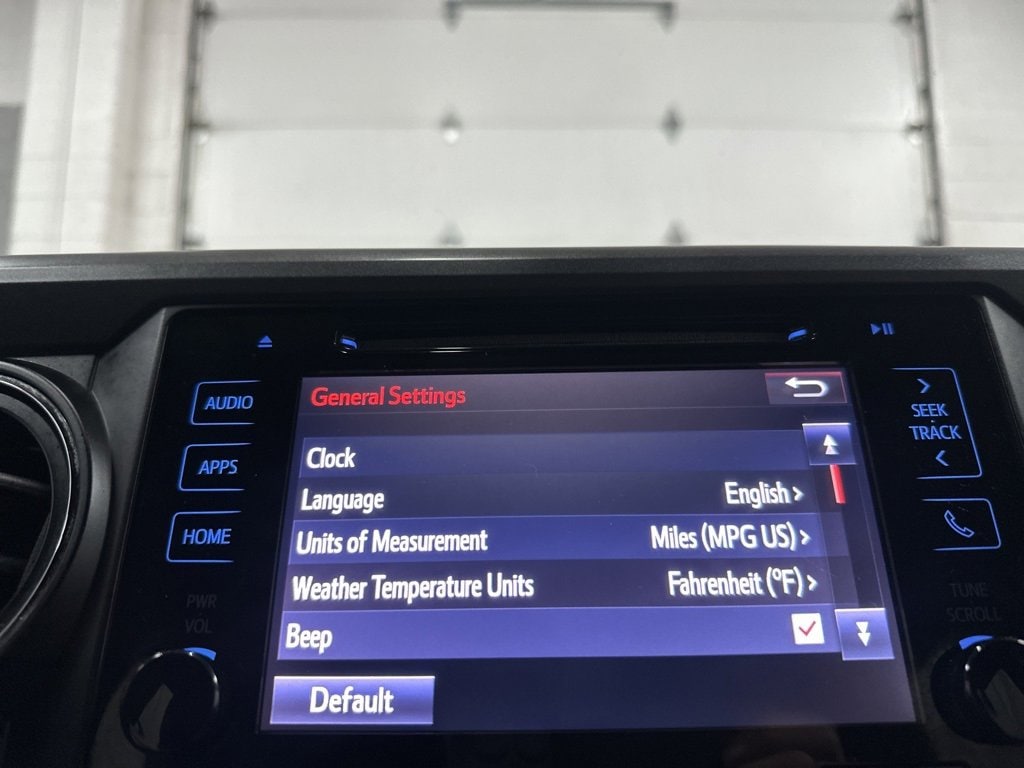 AUDIO
APPS
HOME
PWR
VOL
General Settings
Clock
Language English >
Units of Measurement Miles (MPG US) >
Weather Temperature Units Fahrenheit (°F) >
Beep
Default
>
SEEK
TRACK
<
TUNE
SCROLL